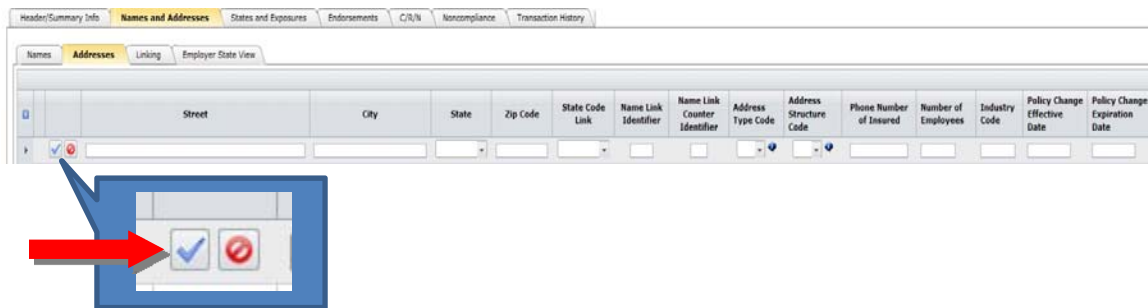 Header/Summary Info Names and Addresses States and Exposures Endorsements C/R/N Noncompliance Transaction History
Names Addresses Linking Employer State View
Street City State Zip Code State Code Link Name Link Identifier Name Link Counter Identifier Address Type Code Address Structure Code Phone Number of Insured Number of Employees Industry Code Policy Change Effective Date Policy Change Expiration Date